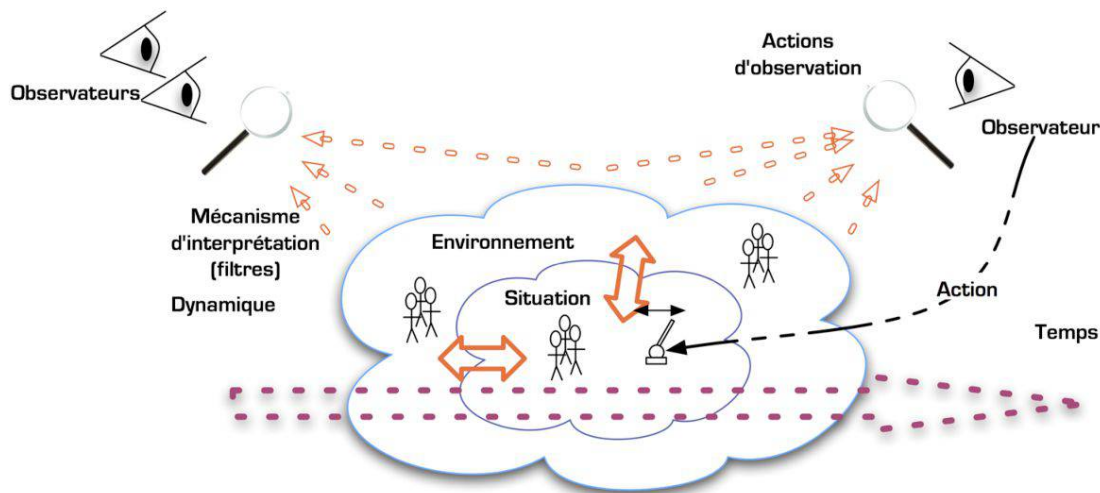 Observateurs
Actions
d'observation
Observateur
Mécanisme
d'interprétation
(filtres)
Dynamique
Environnement
Situation
Action
Temps